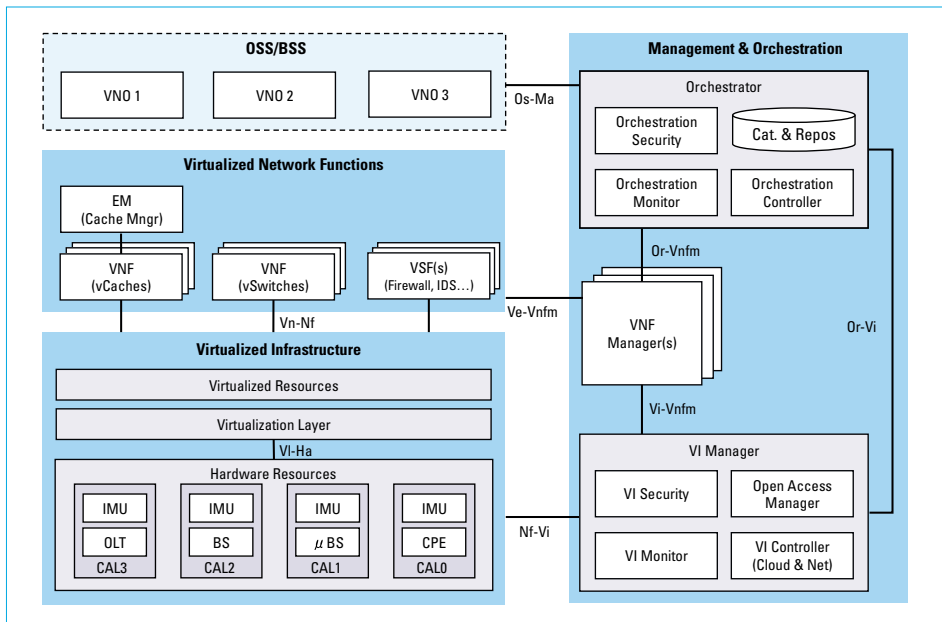 OSS/BSS
VNO 1
VNO 2
VNO 3
Os-Ma
Management & Orchestration
Orchestrator
Orchestration
Security
Cat. & Repos
Orchestration
Monitor
Orchestration
Controller
Virtualized Network Functions
EM
(Cache Mngr)
VNF
(vCaches)
VNF
(vSwitches)
VSF(s)
(Firewall, IDS...)
Or-Vnfm
Ve-Vnfm
VNF
Manager(s)
Or-Vi
Vn-Nf
Virtualized Infrastructure
Virtualized Resources
Virtualization Layer
Vl-Ha
Vi-Vnfm
Hardware Resources
IMU
OLT
CAL3
IMU
BS
CAL2
IMU
μBS
CAL1
IMU
CPE
CAL0
Nf-Vi
VI Manager
VI Security
Open Access
Manager
VI Monitor
VI Controller
(Cloud & Net)